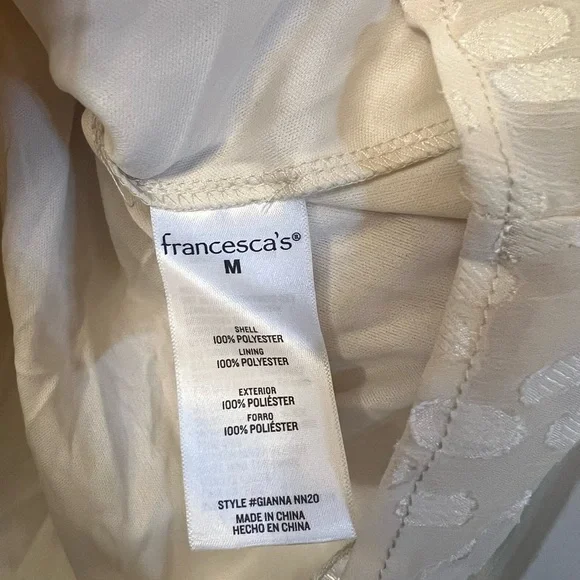 francesca's®
M
SHELL
100% POLYESTER
LINING
100% POLYESTER
EXTERIOR
100% POLIÉSTER
FORRO
100% POLIÉSTER
STYLE #GIANNA NN20
MADE IN CHINA
HECHO EN CHINA